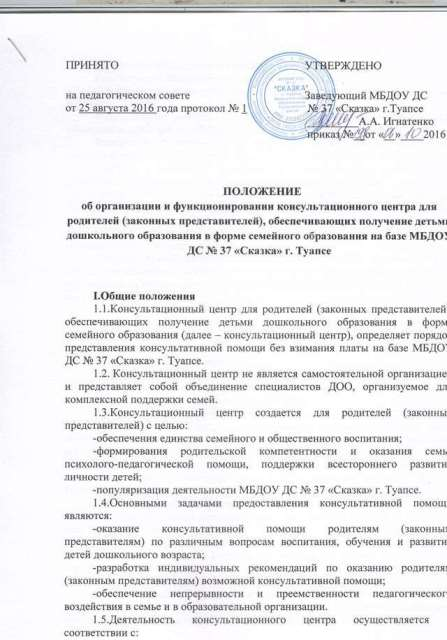 ПРИНЯТО УТВЕРЖДЕНО
на педагогическом совете Заведующий МБДОУ ДС
от 25 августа 2016 года протокол № 1 № 37 «Сказка» г.Туапсе
"СКАЗКА"
А.А. Игнатенко
приказ № от « » 10 2016
ПОЛОЖЕНИЕ
об организации и функционировании консультационного центра для
родителей (законных представителей), обеспечивающих получение детьми
дошкольного образования в форме семейного образования на базе МБДОУ
ДС № 37 «Сказка» г. Туапсе
I.Общие положения
1.1.Консультационный центр для родителей (законных представителей
обеспечивающих получение детьми дошкольного образования в форм
семейного образования (далее – консультационный центр), определяет порядо
представления консультативной помощи без взимания платы на базе МБДОУ
ДС № 37 «Сказка» г. Туапсе.
1.2. Консультационный центр не является самостоятельной организацие
и представляет собой объединение специалистов ДОО, организуемое дл
комплексной поддержки семей.
1.3.Консультационный центр создается для родителей (законны
представителей) с целью:
-обеспечения единства семейного и общественного воспитания;
-формирования родительской компетентности и оказания семь
психолого-педагогической помощи, поддержки всестороннего развити
личности детей;
-популяризация деятельности МБДОУ ДС № 37 «Сказка» г. Туапсе.
1.4.Основными задачами предоставления консультативной помощ
являются:
-оказание консультативной помощи родителям (законны
представителям) по различным вопросам воспитания, обучения и развити
детей дошкольного возраста;
-разработка индивидуальных рекомендаций по оказанию родителя
(законным представителям) возможной консультативной помощи;
-обеспечение непрерывности и преемственности педагогическог
воздействия в семье и в образовательной организации.
1.5.Деятельность консультационного центра осуществляется
соответствии с: